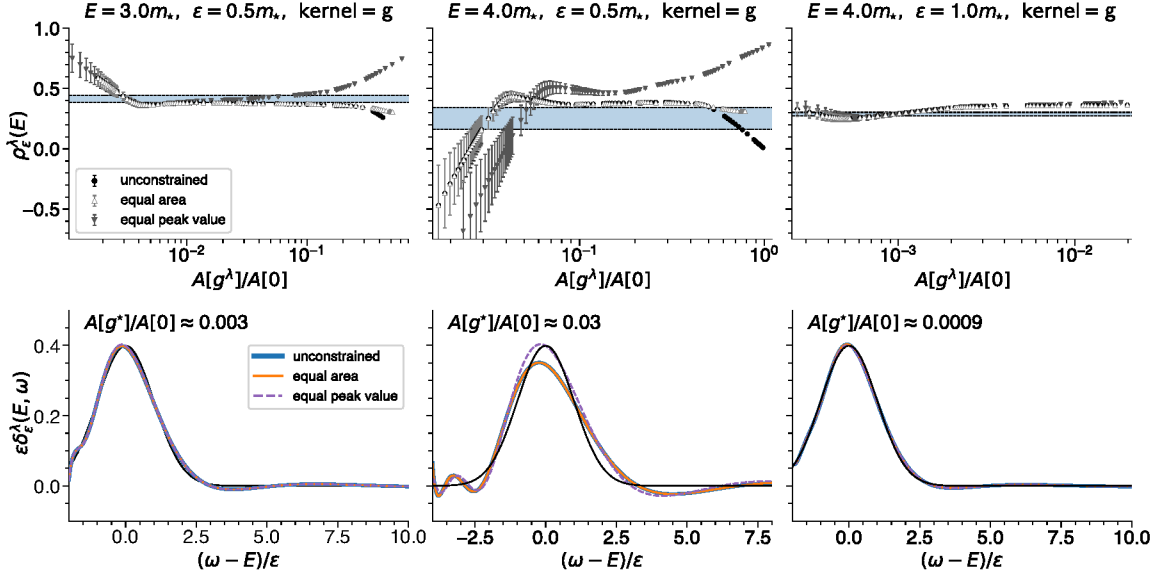 E = 3.0m⋆, ε = 0.5m⋆, kernel = g
E = 4.0m⋆, ε = 0.5m⋆, kernel = g
E = 4.0m⋆, ε = 1.0m⋆, kernel = g
1.0
0.5
0.0
−0.5
ρ^λ_ε(E)
unconstrained
equal area
equal peak value
10⁻² 10⁻¹
10⁻¹ 10⁰
10⁻³ 10⁻²
A[g^λ]/A[0]
A[g^λ]/A[0]
A[g^λ]/A[0]
A[g⋆]/A[0] ≈ 0.003
A[g⋆]/A[0] ≈ 0.03
A[g⋆]/A[0] ≈ 0.0009
0.4
0.2
0.0
εδ^λ_ε(E, ω)
unconstrained
equal area
equal peak value
0.0 2.5 5.0 7.5 10.0
−2.5 0.0 2.5 5.0 7.5
0.0 2.5 5.0 7.5 10.0
(ω − E)/ε
(ω − E)/ε
(ω − E)/ε